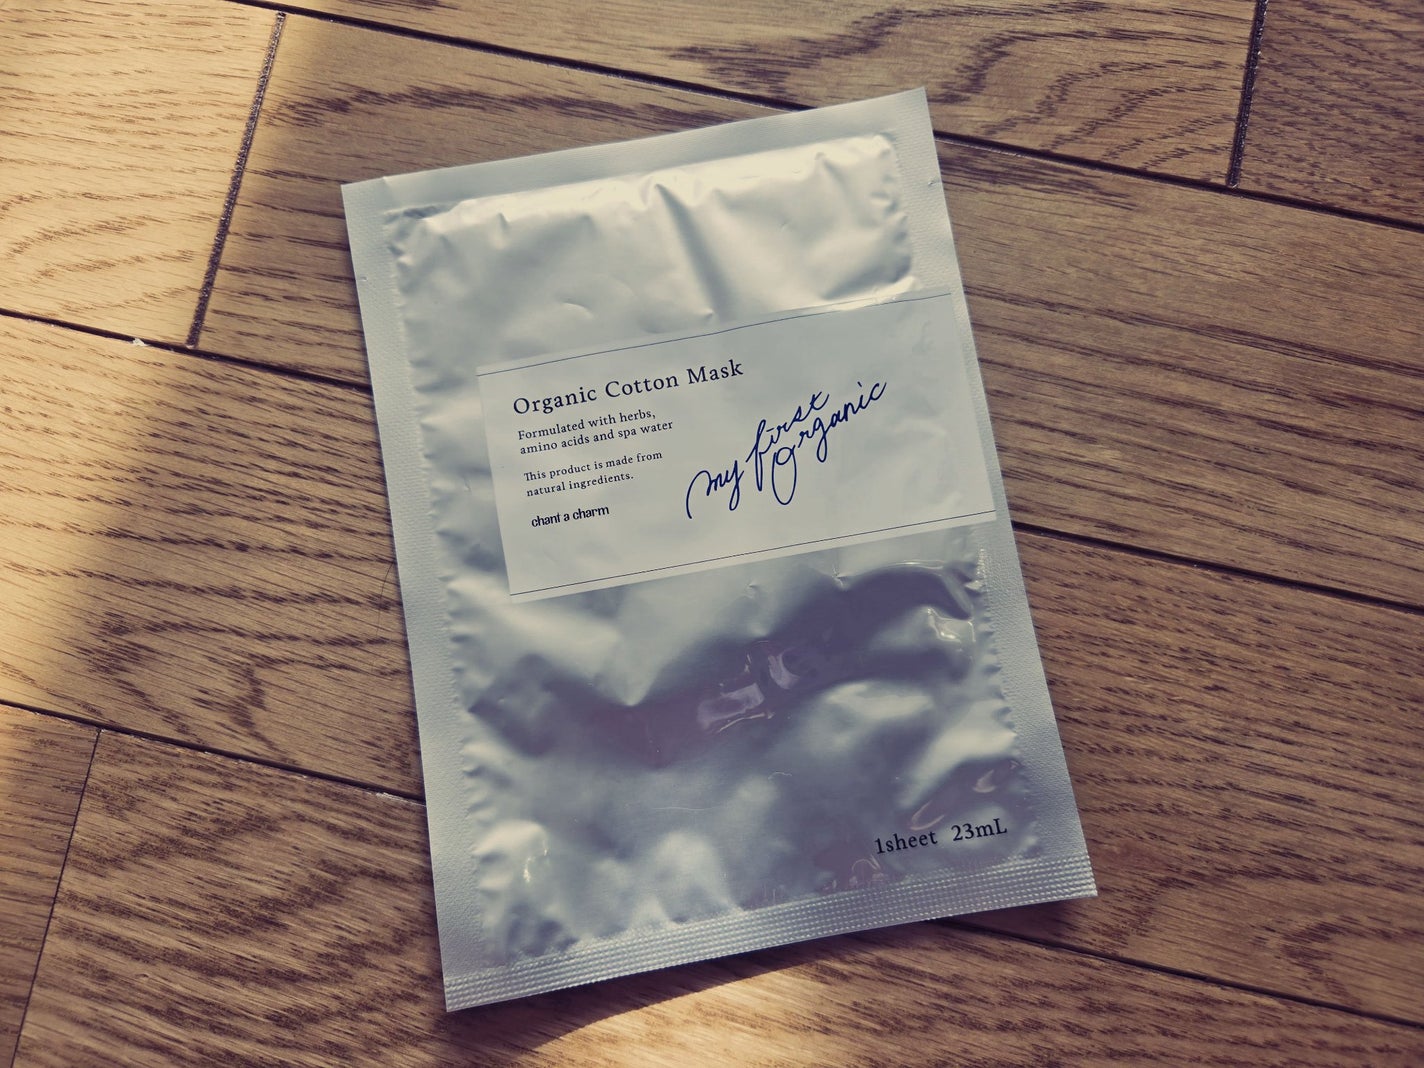 Organic Cotton Mask
Formulated with herbs,
amino acids and spa water
This product is made from
natural ingredients.
chant a charm
my first
Organic
1sheet 23mL